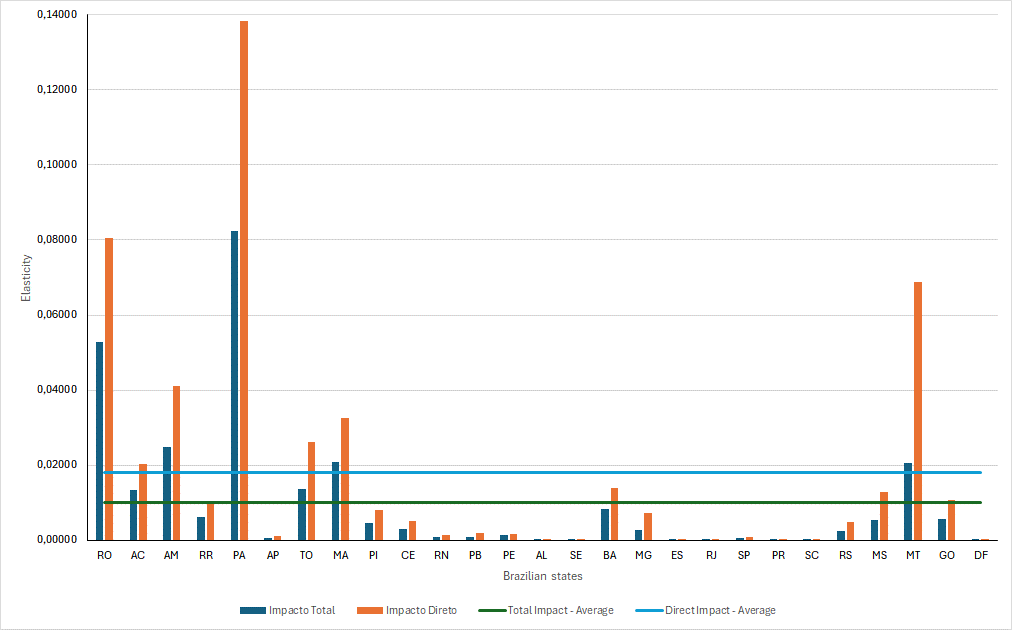 0,14000
0,12000
0,10000
0,08000
0,06000
0,04000
0,02000
0,00000
Elasticity
RO AC AM RR PA AP TO MA PI CE RN PB PE AL SE BA MG ES RJ SP PR SC RS MS MT GO DF
Brazilian states
Impacto Total Impacto Direto Total Impact - Average Direct Impact - Average